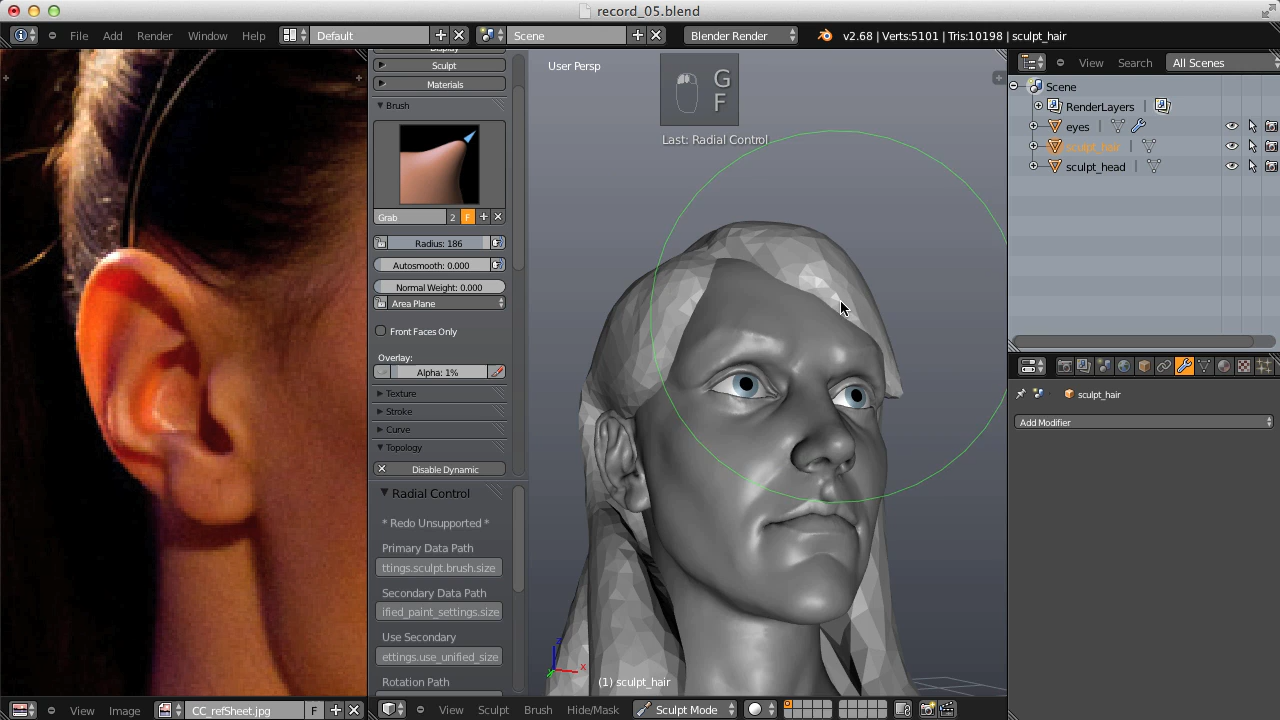 record_05.blend
File Add Render Window Help Default Scene Blender Render v2.68 | Verts:5101 | Tris:10198 | sculpt_hair
Sculpt
Materials
Brush
Grab 2 F
Radius: 186
Autosmooth: 0.000
Normal Weight: 0.000
Area Plane
Front Faces Only
Overlay:
Alpha: 1%
Texture
Stroke
Curve
Topology
Disable Dynamic
Radial Control
* Redo Unsupported *
Primary Data Path
ttings.sculpt.brush.size
Secondary Data Path
ified_paint_settings.size
Use Secondary
ettings.use_unified_size
Rotation Path
User Persp
G
F
Last: Radial Control
z
x
(1) sculpt_hair
View Search All Scenes
Scene
RenderLayers |
eyes |
sculpt_hair |
sculpt_head |
sculpt_hair
Add Modifier
View Image CC_refSheet.jpg F
View Sculpt Brush Hide/Mask Sculpt Mode